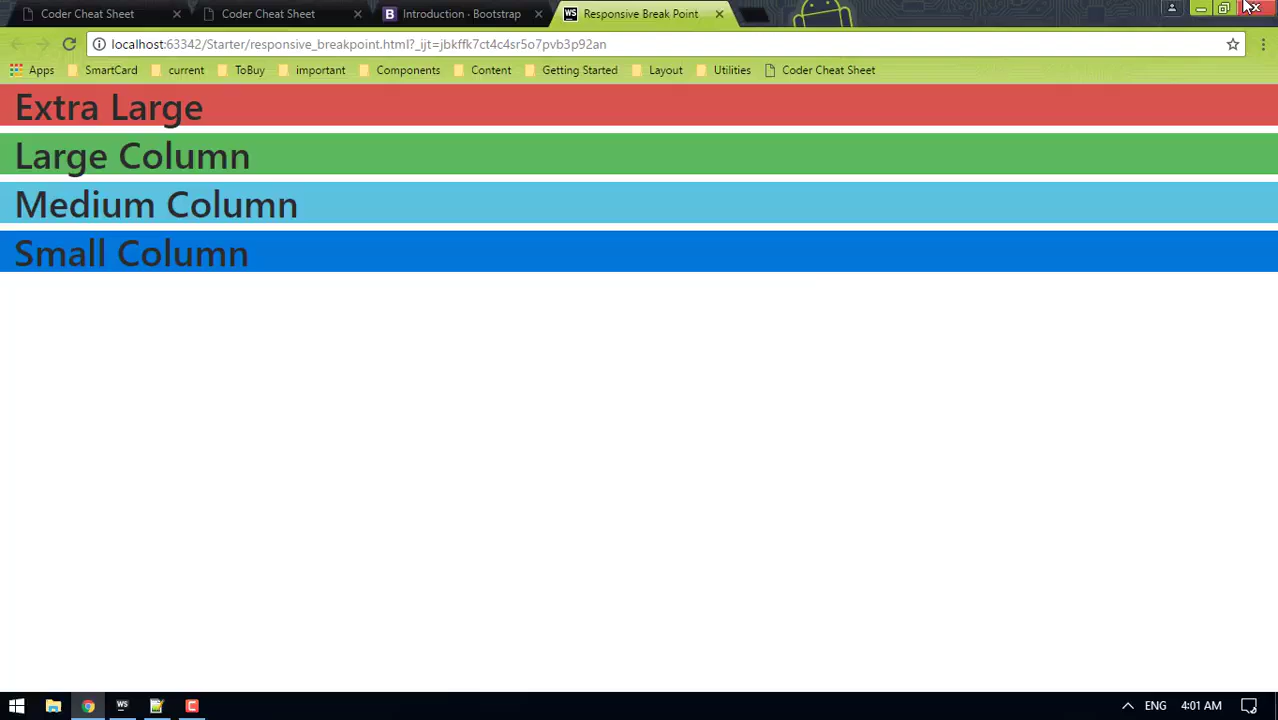 Coder Cheat Sheet
Coder Cheat Sheet
B Introduction - Bootstrap
WS Responsive Break Point
localhost:63342/Starter/responsive_breakpoint.html?_ijt=jbkffk7ct4c4sr5o7pvb3p92an
Apps SmartCard current ToBuy important Components Content Getting Started Layout Utilities Coder Cheat Sheet
Extra Large
Large Column
Medium Column
Small Column
WS C ENG 4:01 AM